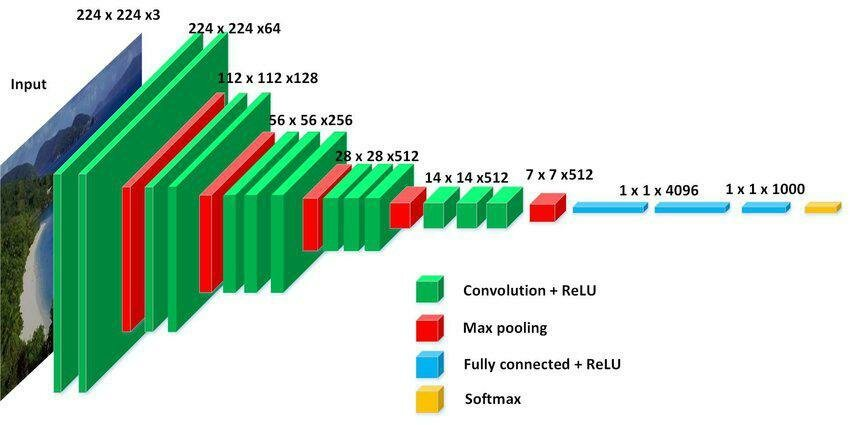 224 x 224 x3
224 x 224 x64
Input
112 x 112 x128
56 x 56 x256
28 x 28 x512
14 x 14 x512
7 x 7 x512
1 x 1 x 4096
1 x 1 x 1000
Convolution + ReLU
Max pooling
Fully connected + ReLU
Softmax